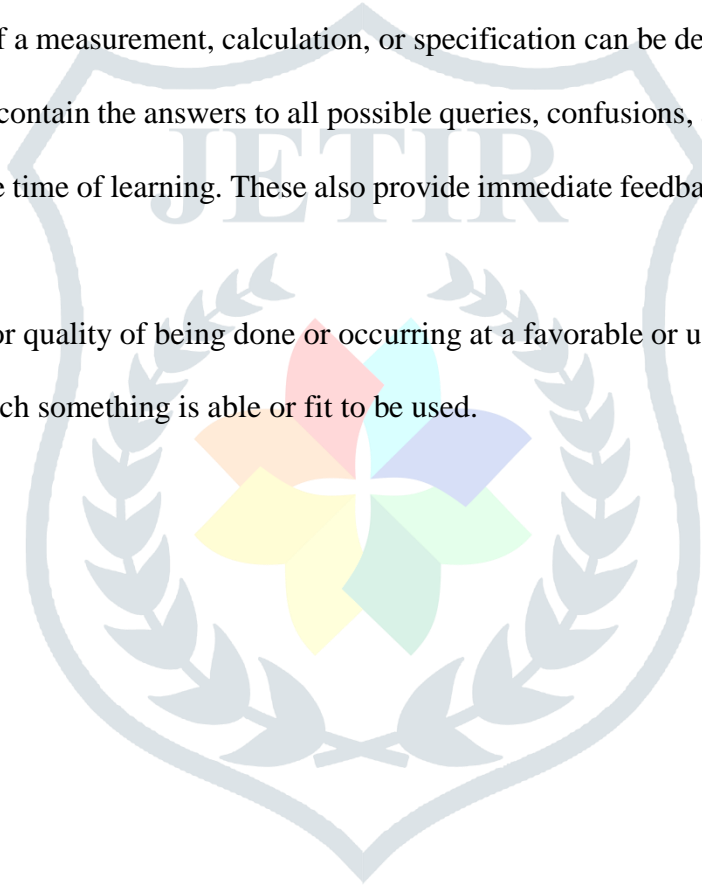 f a measurement, calculation, or specification can be de
contain the answers to all possible queries, confusions,
JETIR
e time of learning. These also provide immediate feedba
or quality of being done or occurring at a favorable or u
ch something is able or fit to be used.